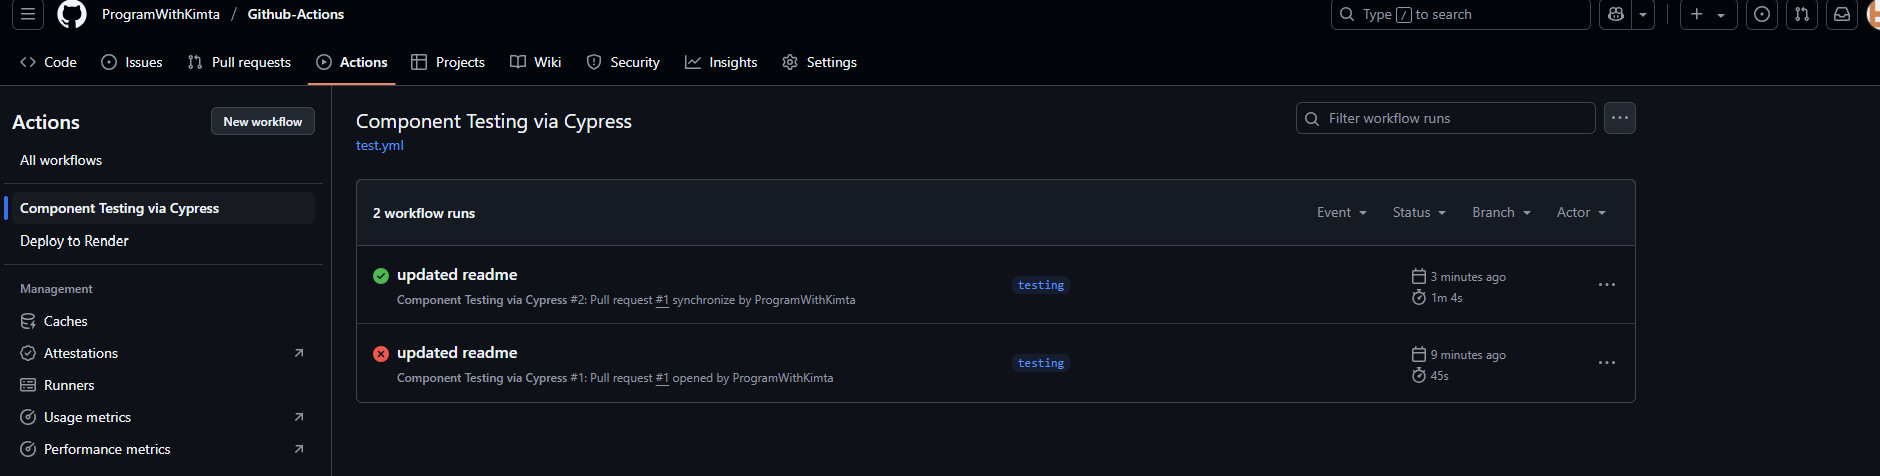 ProgramWithKimta / Github-Actions
Type / to search
Code Issues Pull requests Actions Projects Wiki Security Insights Settings
Actions
New workflow
All workflows
Component Testing via Cypress
Deploy to Render
Management
Caches
Attestations
Runners
Usage metrics
Performance metrics
Component Testing via Cypress
test.yml
Filter workflow runs
2 workflow runs
Event Status Branch Actor
updated readme
Component Testing via Cypress #2: Pull request #1 synchronize by ProgramWithKimta
testing
3 minutes ago
1m 4s
updated readme
Component Testing via Cypress #1: Pull request #1 opened by ProgramWithKimta
testing
9 minutes ago
45s